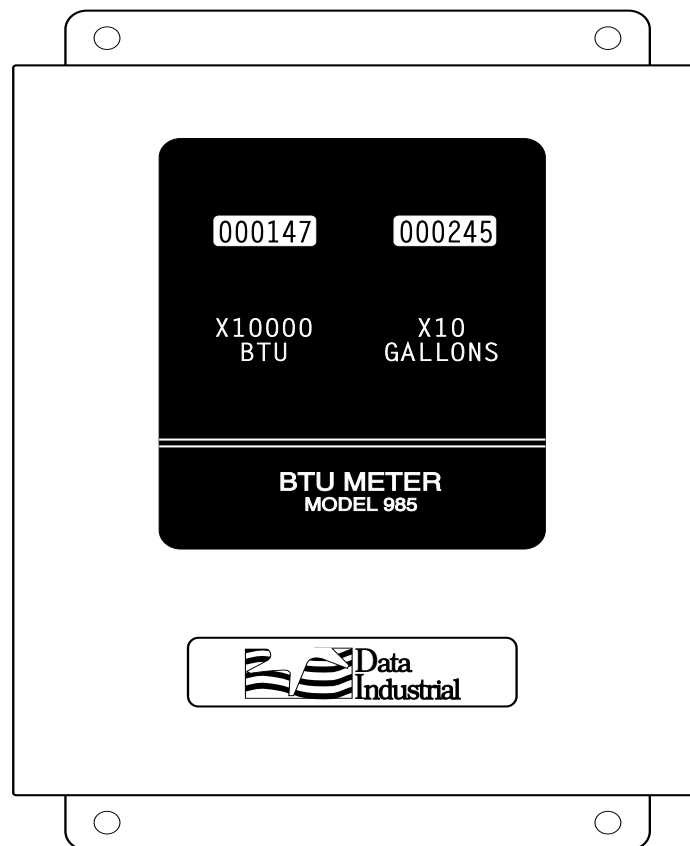 000147 000245
X10000 X10
BTU GALLONS
BTU METER
MODEL 985
Data
Industrial